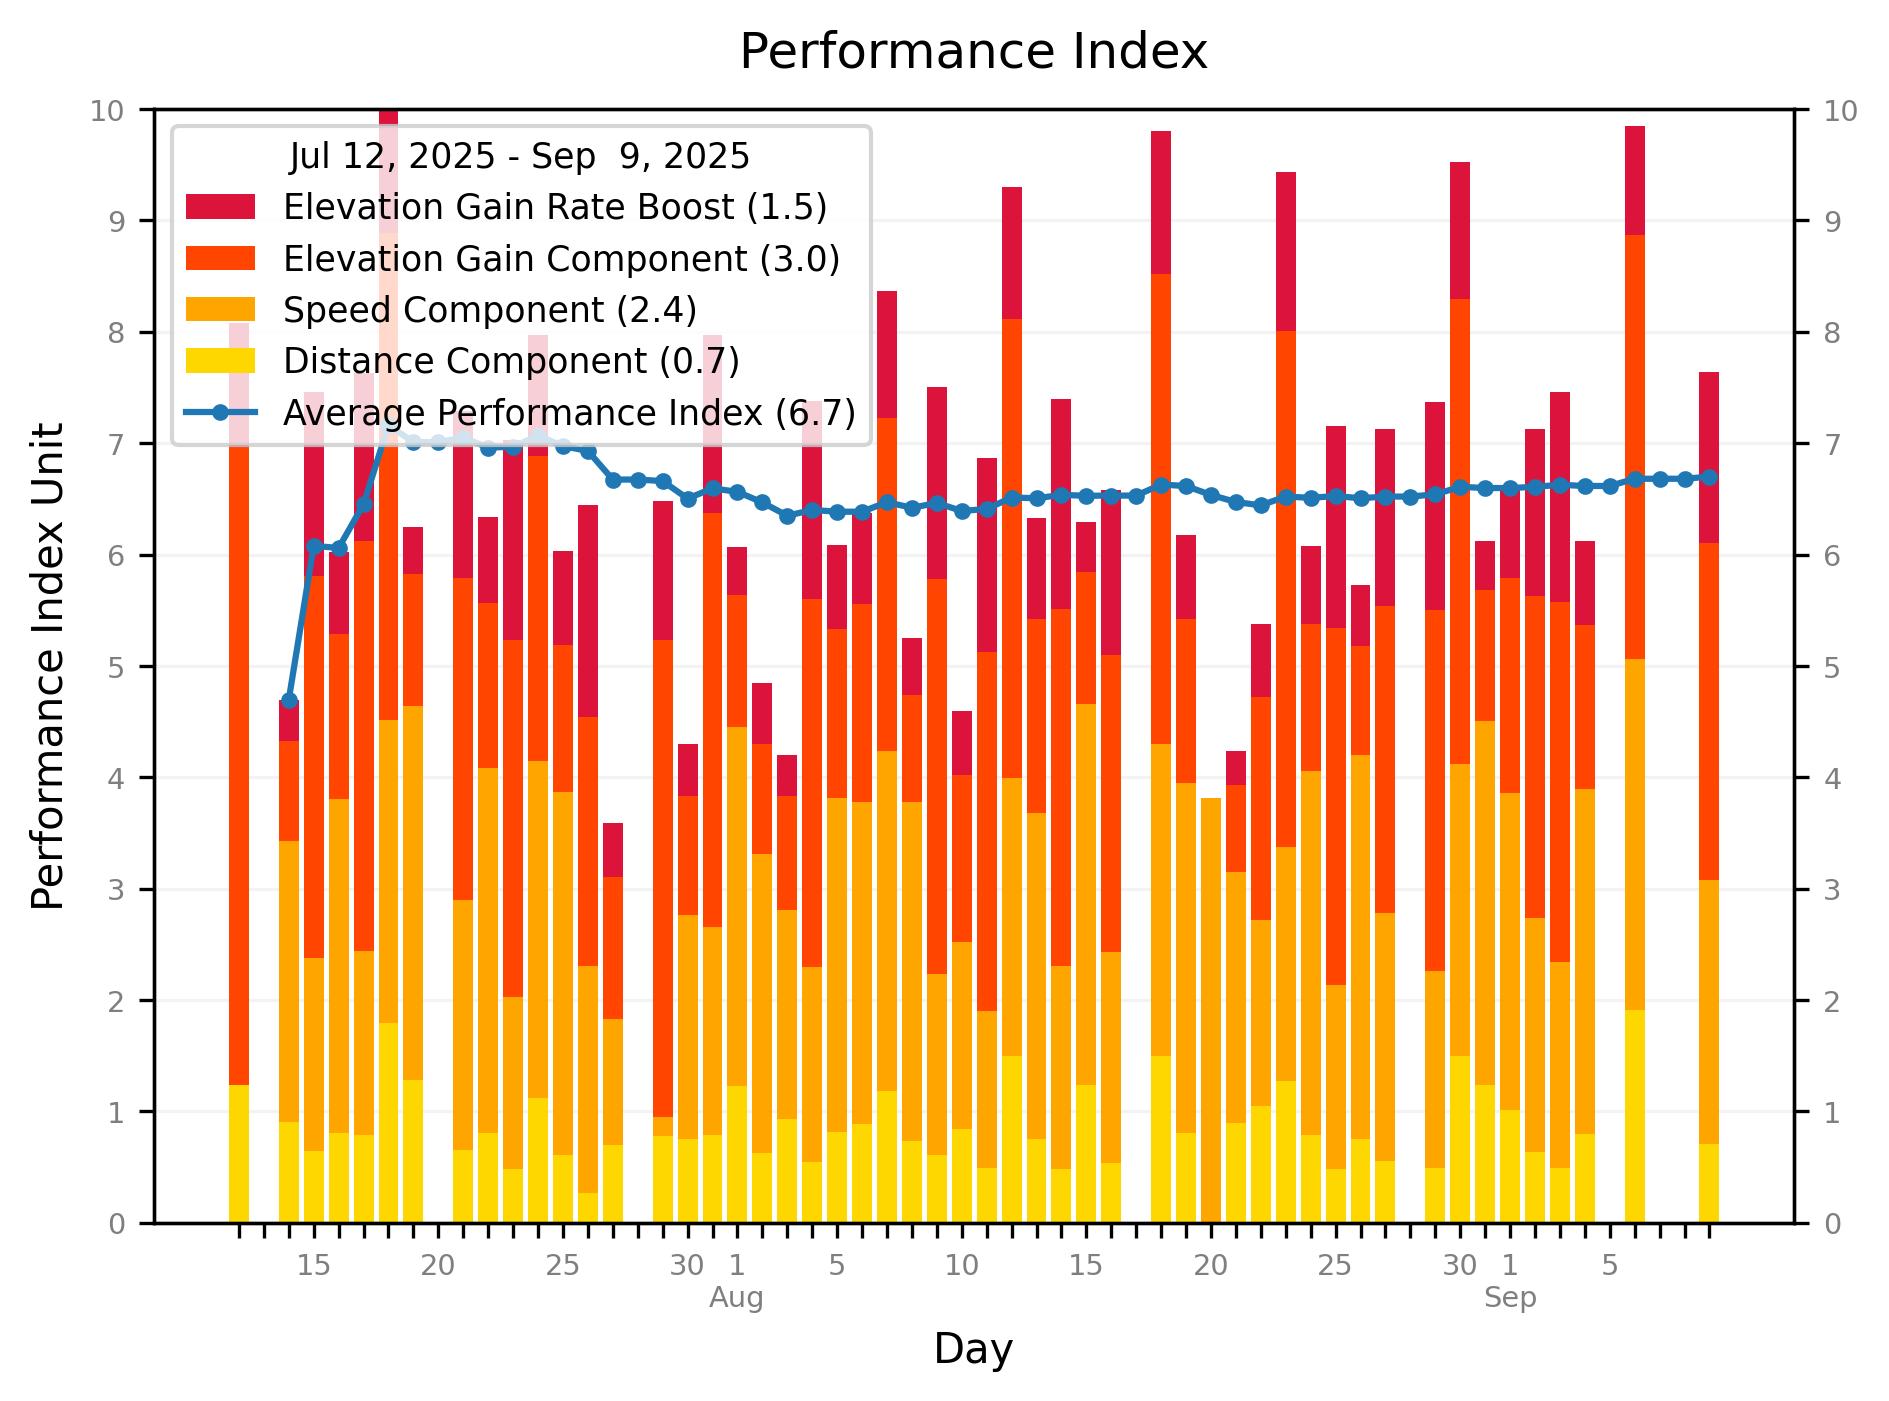 Performance Index
Jul 12, 2025 - Sep  9, 2025
Elevation Gain Rate Boost (1.5)
Elevation Gain Component (3.0)
Speed Component (2.4)
Distance Component (0.7)
Average Performance Index (6.7)
Performance Index Unit
10 10
9 9
8 8
7 7
6 6
5 5
4 4
3 3
2 2
1 1
0 0
15 20 25 30 1 5 10 15 20 25 30 1 5
Aug Sep
Day